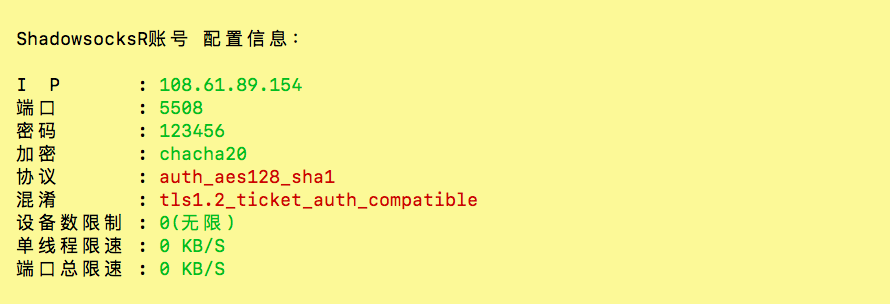 ShadowsocksR账号 配置信息：
I P : 108.61.89.154
端口 : 5508
密码 : 123456
加密 : chacha20
协议 : auth_aes128_sha1
混淆 : tls1.2_ticket_auth_compatible
设备数限制 : 0(无限)
单线程限速 : 0 KB/S
端口总限速 : 0 KB/S